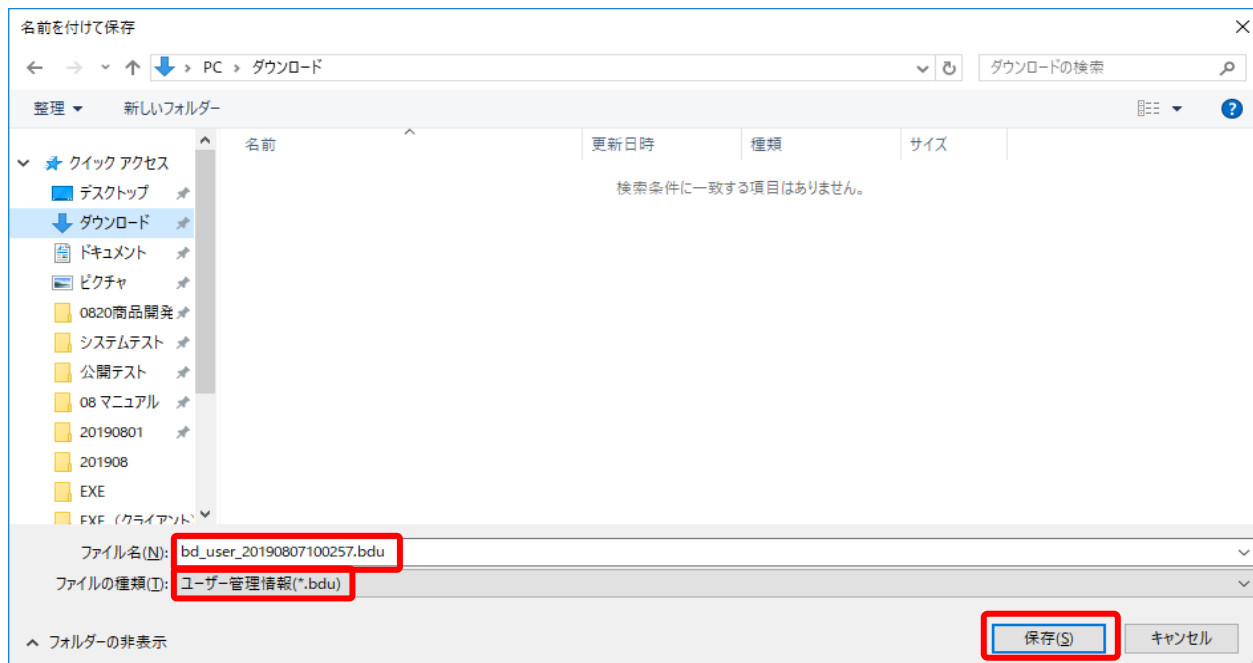 名前を付けて保存
PC › ダウンロード ダウンロードの検索
整理 新しいフォルダー
名前 更新日時 種類 サイズ
検索条件に一致する項目はありません。
クイック アクセス
デスクトップ
ダウンロード
ドキュメント
ピクチャ
0820商品開発
システムテスト
公開テスト
08 マニュアル
20190801
201908
EXE
EXE（クライアント）
ファイル名(N): bd_user_20190807100257.bdu
ファイルの種類(T): ユーザー管理情報(*.bdu)
フォルダーの非表示 保存(S) キャンセル